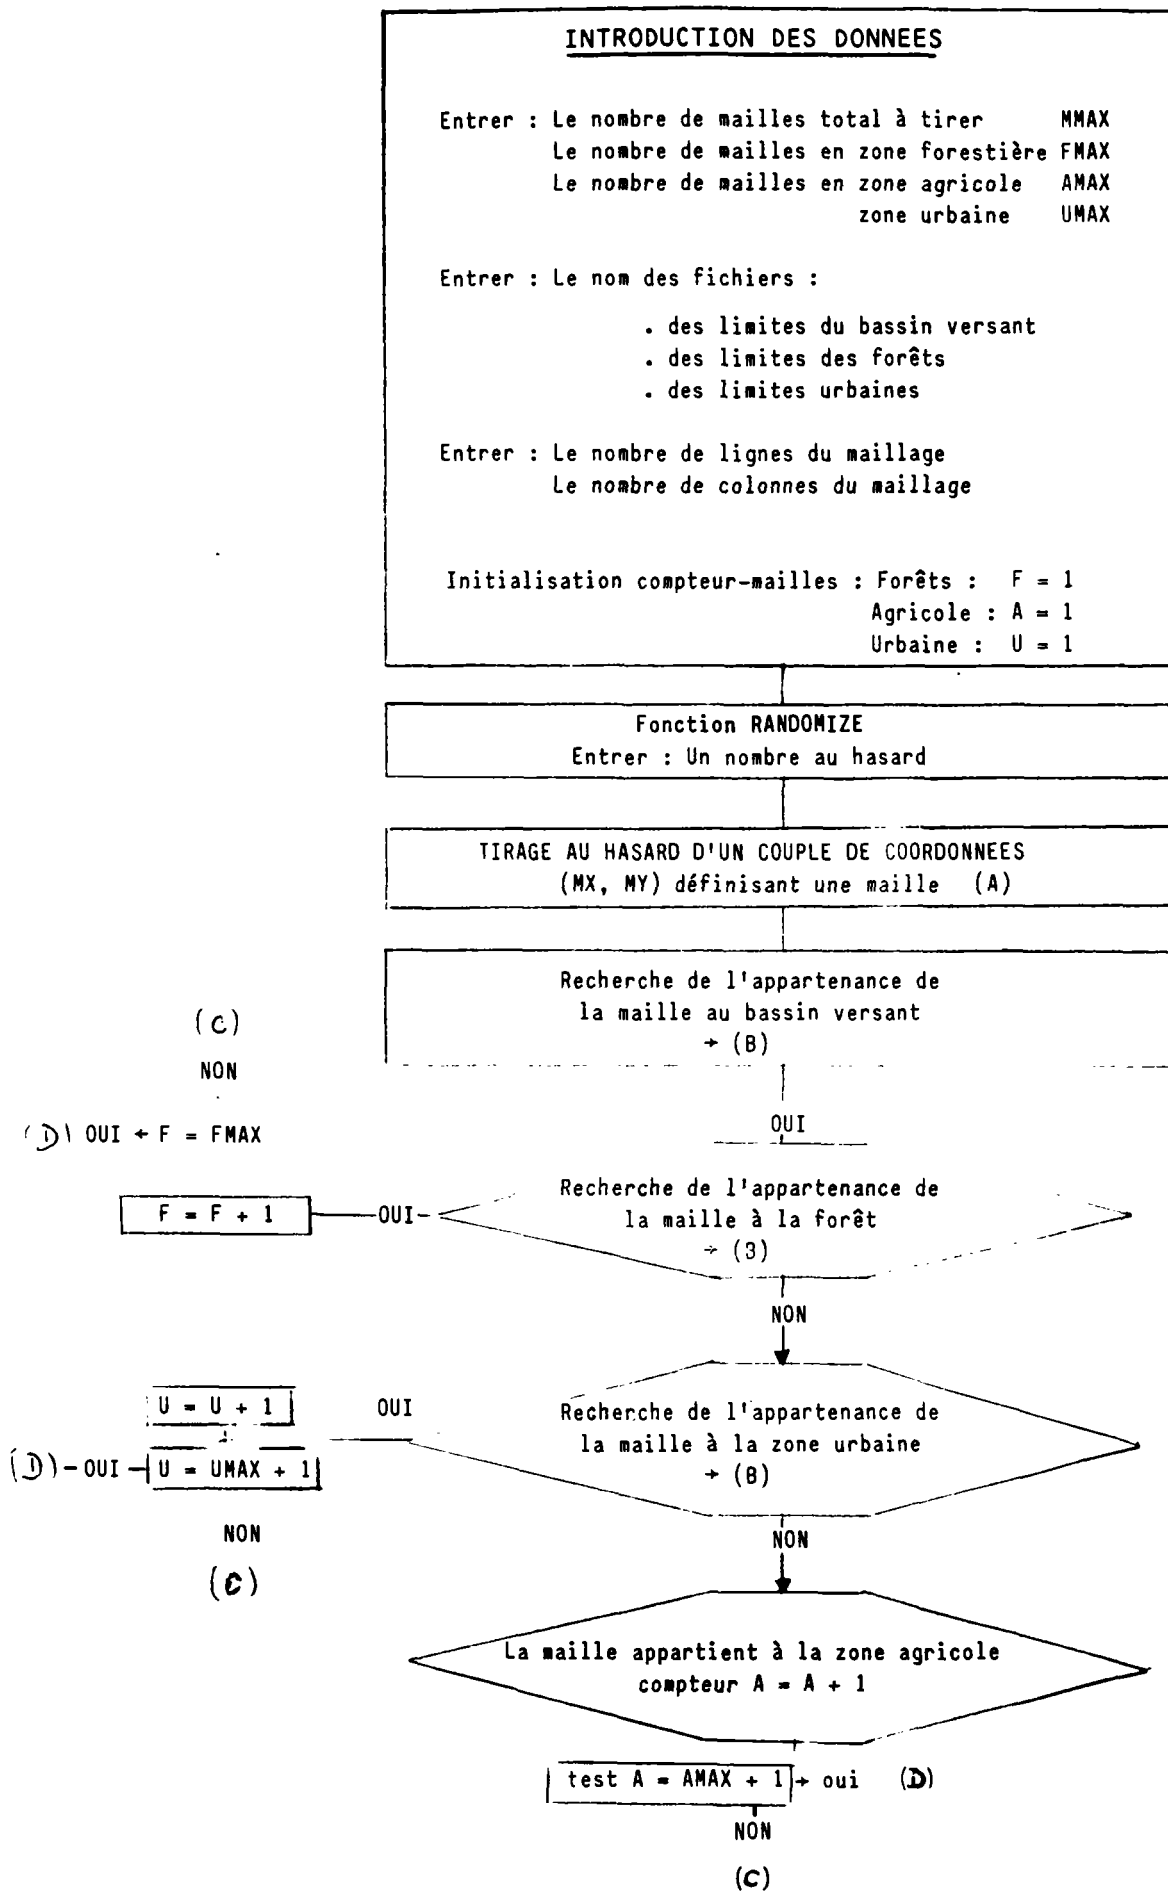 INTRODUCTION DES DONNEES
Entrer : Le nombre de mailles total à tirer MMAX
Le nombre de mailles en zone forestière FMAX
Le nombre de mailles en zone agricole AMAX
zone urbaine UMAX
Entrer : Le nom des fichiers :
. des limites du bassin versant
. des limites des forêts
. des limites urbaines
Entrer : Le nombre de lignes du maillage
Le nombre de colonnes du maillage
Initialisation compteur-mailles : Forêts : F = 1
Agricole : A = 1
Urbaine : U = 1
Fonction RANDOMIZE
Entrer : Un nombre au hasard
TIRAGE AU HASARD D'UN COUPLE DE COORDONNEES
(MX, MY) définisant une maille (A)
Recherche de l'appartenance de
la maille au bassin versant
→ (B)
(C)
NON
(D) OUI ← F = FMAX
OUI
F = F + 1
OUI
Recherche de l'appartenance de
la maille à la forêt
→ (3)
NON
U = U + 1
OUI
Recherche de l'appartenance de
la maille à la zone urbaine
→ (B)
(D) - OUI - U = UMAX + 1
NON
(C)
NON
La maille appartient à la zone agricole
compteur A = A + 1
test A = AMAX + 1 → oui (D)
NON
(C)